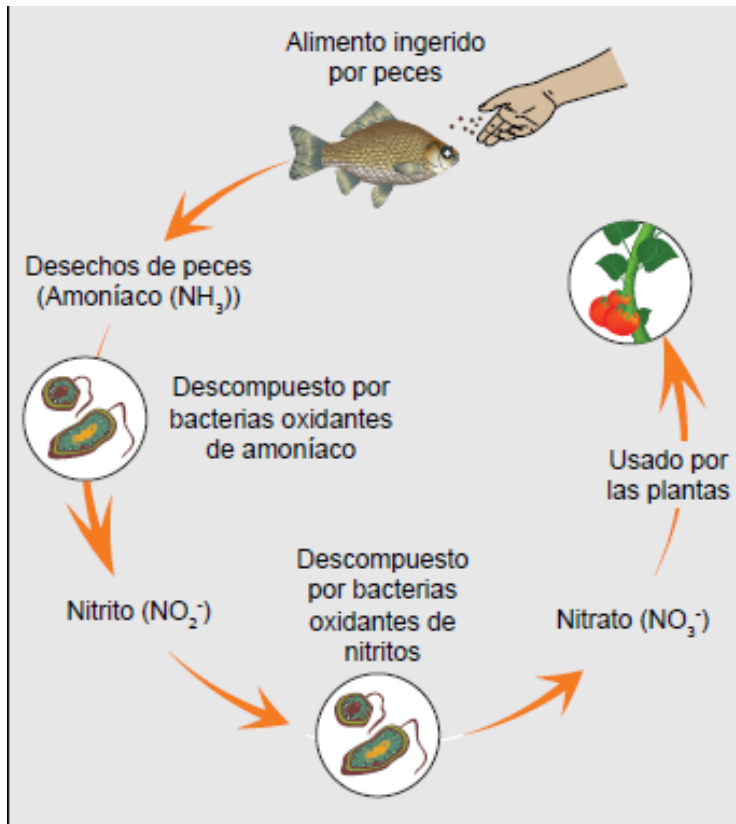 Alimento ingerido
por peces
Desechos de peces
(Amoníaco (NH₃))
Descompuesto por
bacterias oxidantes
de amoníaco
Nitrito (NO₂⁻)
Descompuesto
por bacterias
oxidantes de
nitritos
Nitrato (NO₃⁻)
Usado por
las plantas